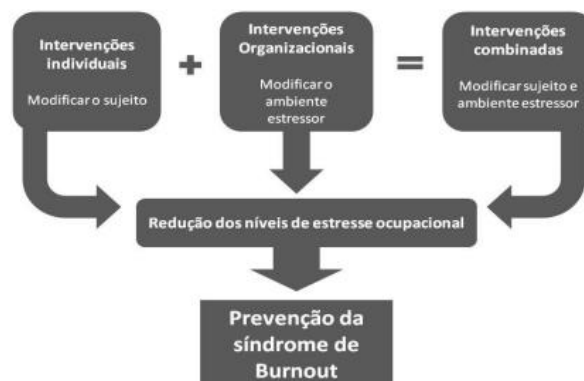 Intervenções
individuais
Modificar o sujeito
+
Intervenções
Organizacionais
Modificar o
ambiente
estressor
=
Intervenções
combinadas
Modificar sujeito e
ambiente estressor
Redução dos níveis de estresse ocupacional
Prevenção da
síndrome de
Burnout